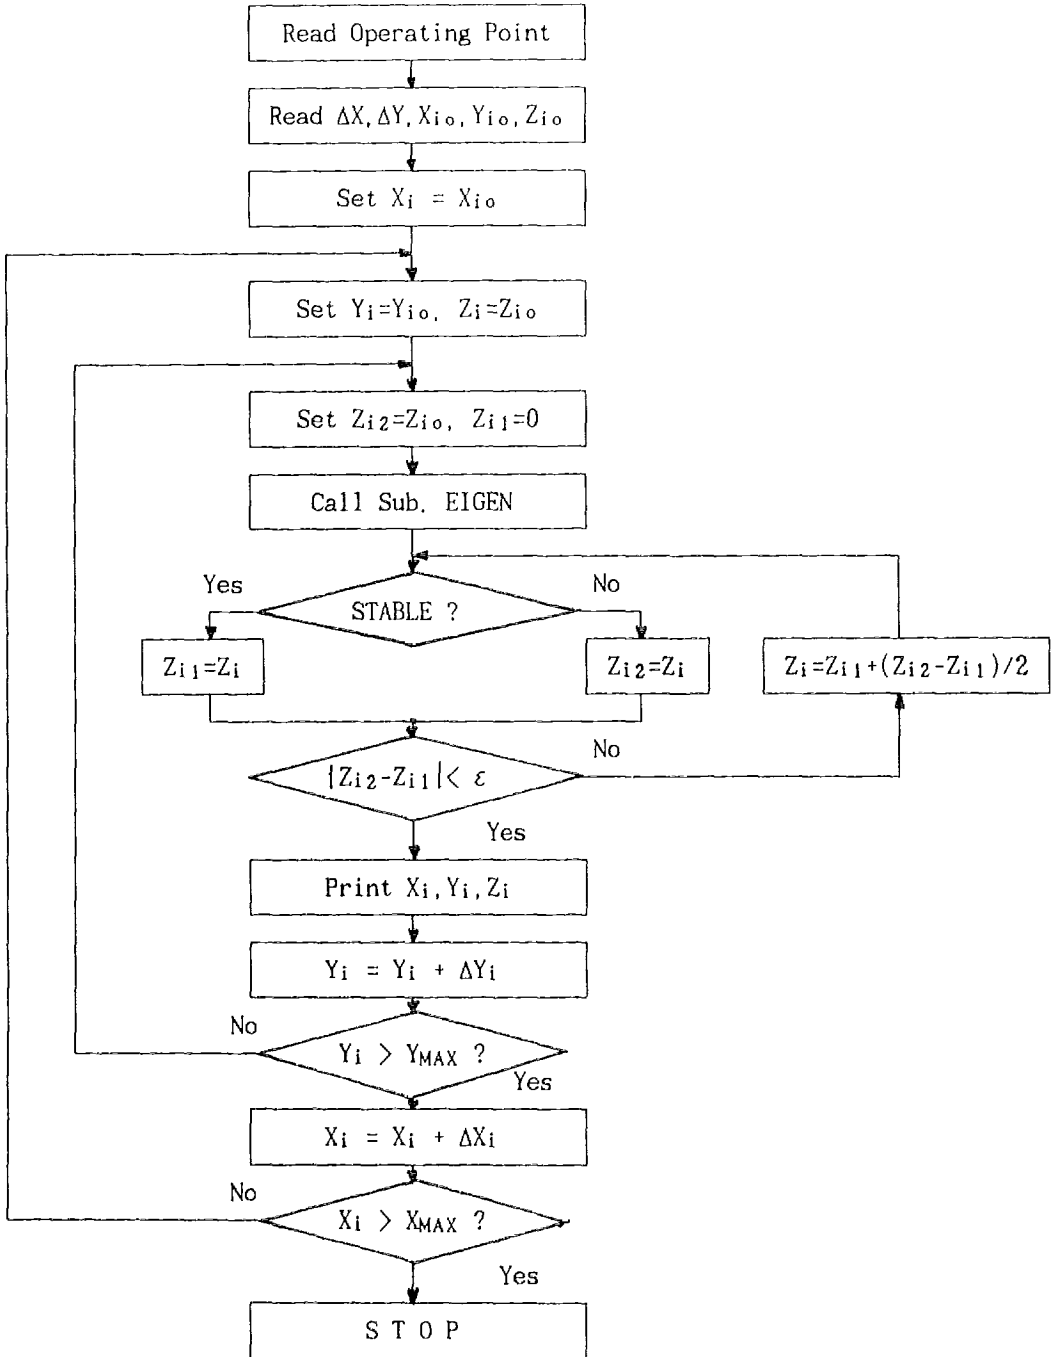 Read Operating Point
Read ΔX, ΔY, Xio, Yio, Zio
Set Xi = Xio
Set Yi=Yio, Zi=Zio
Set Zi2=Zio, Zi1=0
Call Sub. EIGEN
Yes
No
STABLE ?
Zi1=Zi
Zi2=Zi
Zi=Zi1+(Zi2-Zi1)/2
|Zi2-Zi1|< ε
No
Yes
Print Xi, Yi, Zi
Yi = Yi + ΔYi
No
Yi > YMAX ?
Yes
Xi = Xi + ΔXi
No
Xi > XMAX ?
Yes
S T O P